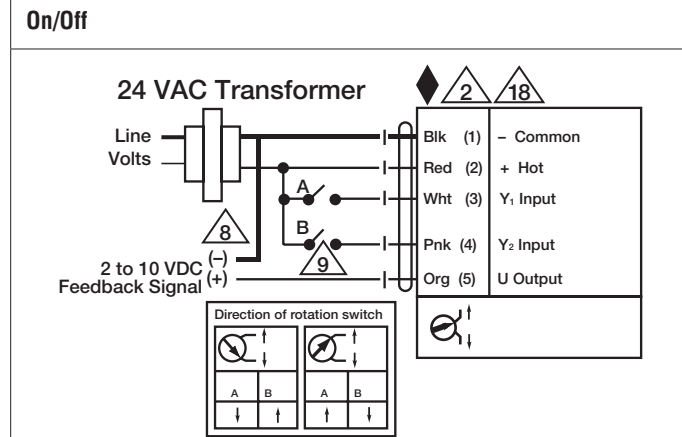 On/Off
24 VAC Transformer
2
18
Line
Volts
Blk (1) – Common
Red (2) + Hot
A
Wht (3) Y₁ Input
B
Pnk (4) Y₂ Input
8
9
2 to 10 VDC (–)
Feedback Signal (+)
Org (5) U Output
Direction of rotation switch
A B A B